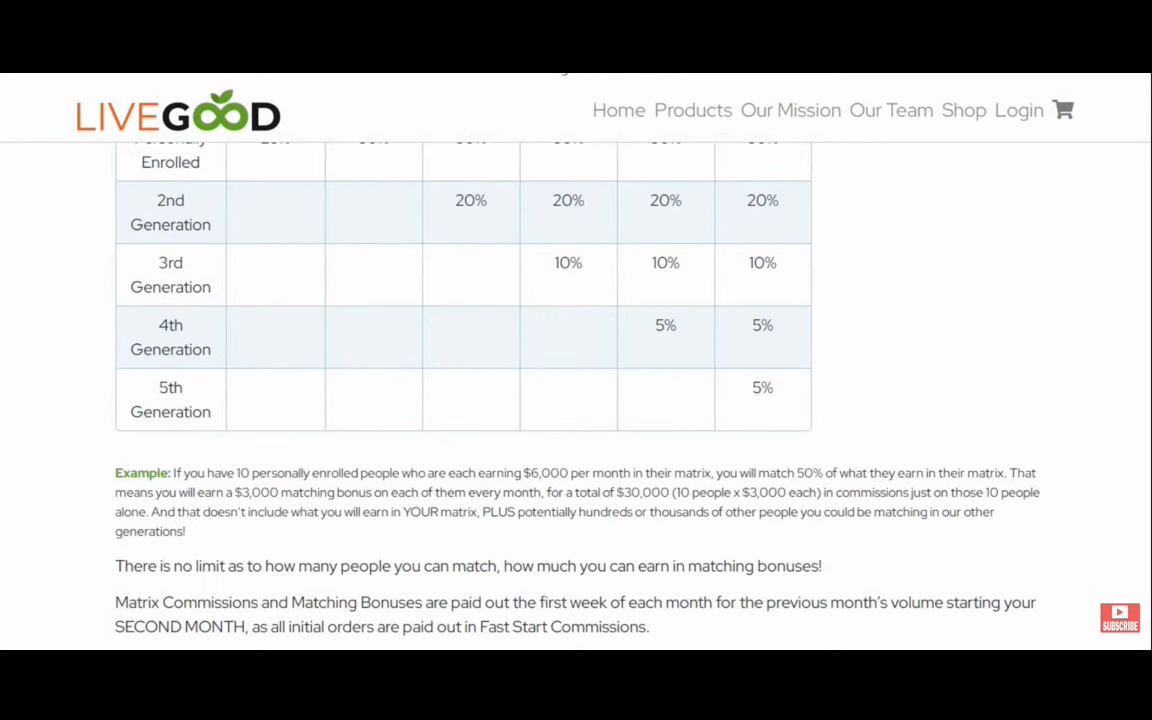 LIVEGOOD
Home Products Our Mission Our Team Shop Login
Enrolled
2nd Generation 20% 20% 20% 20%
3rd Generation 10% 10% 10%
4th Generation 5% 5%
5th Generation 5%
Example: If you have 10 personally enrolled people who are each earning $6,000 per month in their matrix, you will match 50% of what they earn in their matrix. That
means you will earn a $3,000 matching bonus on each of them every month, for a total of $30,000 (10 people x $3,000 each) in commissions just on those 10 people
alone. And that doesn't include what you will earn in YOUR matrix, PLUS potentially hundreds or thousands of other people you could be matching in our other
generations!
There is no limit as to how many people you can match, how much you can earn in matching bonuses!
Matrix Commissions and Matching Bonuses are paid out the first week of each month for the previous month's volume starting your
SECOND MONTH, as all initial orders are paid out in Fast Start Commissions.
SUBSCRIBE